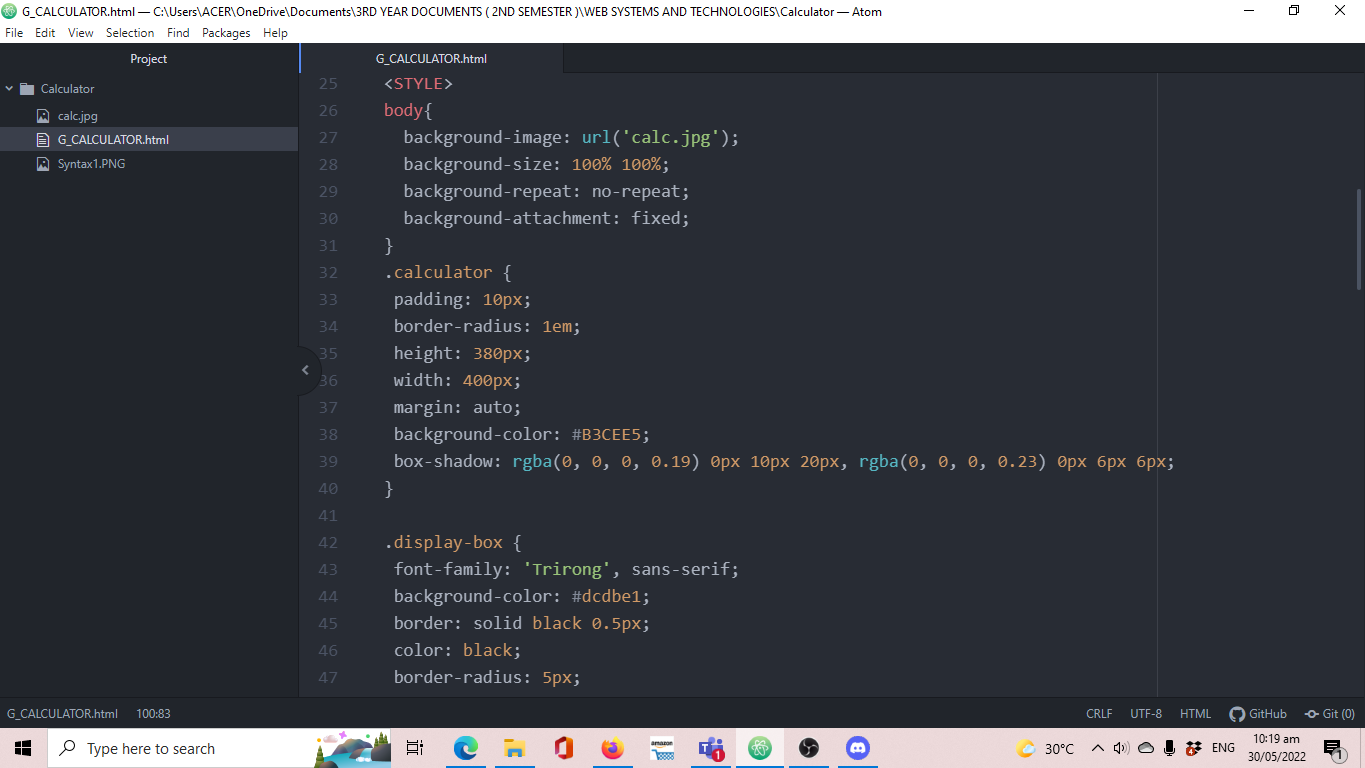 G_CALCULATOR.html — C:\Users\ACER\OneDrive\Documents\3RD YEAR DOCUMENTS ( 2ND SEMESTER )\WEB SYSTEMS AND TECHNOLOGIES\Calculator — Atom
File Edit View Selection Find Packages Help
Project
Calculator
calc.jpg
G_CALCULATOR.html
Syntax1.PNG
G_CALCULATOR.html
25 <STYLE>
26 body{
27 background-image: url('calc.jpg');
28 background-size: 100% 100%;
29 background-repeat: no-repeat;
30 background-attachment: fixed;
31 }
32 .calculator {
33 padding: 10px;
34 border-radius: 1em;
35 height: 380px;
36 width: 400px;
37 margin: auto;
38 background-color: #B3CEE5;
39 box-shadow: rgba(0, 0, 0, 0.19) 0px 10px 20px, rgba(0, 0, 0, 0.23) 0px 6px 6px;
40 }
41
42 .display-box {
43 font-family: 'Trirong', sans-serif;
44 background-color: #dcdbe1;
45 border: solid black 0.5px;
46 color: black;
47 border-radius: 5px;
G_CALCULATOR.html 100:83 CRLF UTF-8 HTML GitHub Git (0)
Type here to search
amazon
1
30°C
ENG
10:19 am
30/05/2022
1